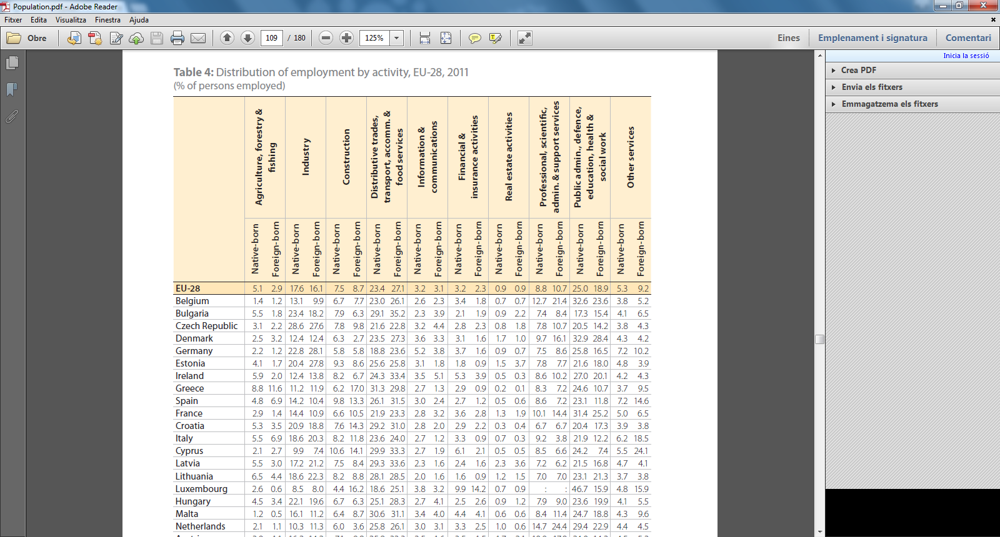 Population.pdf - Adobe Reader
Fitxer Edita Visualitza Finestra Ajuda
Obre 109 / 180 125% Eines Emplenament i signatura Comentari
Inicia la sessió
Crea PDF
Envia els fitxers
Emmagatzema els fitxers
Table 4: Distribution of employment by activity, EU-28, 2011
(% of persons employed)
Agriculture, forestry &
fishing
Industry
Construction
Distributive trades,
transport, accomm. &
food services
Information &
communications
Financial &
insurance activities
Real estate activities
Professional, scientific,
admin. & support services
Public admin., defence,
education, health &
social work
Other services
Native-born Foreign-born Native-born Foreign-born Native-born Foreign-born Native-born Foreign-born Native-born Foreign-born Native-born Foreign-born Native-born Foreign-born Native-born Foreign-born Native-born Foreign-born Native-born Foreign-born
EU-28 5.1 2.9 17.6 16.1 7.5 8.7 23.4 27.1 3.2 3.1 3.2 2.3 0.9 0.9 8.8 10.7 25.0 18.9 5.3 9.2
Belgium 1.4 1.2 13.1 9.9 6.7 7.7 23.0 26.1 2.6 2.3 3.4 1.8 0.7 0.7 12.7 21.4 32.6 23.6 3.8 5.2
Bulgaria 5.5 1.8 23.4 18.2 7.9 6.3 29.1 35.2 2.3 3.9 2.1 1.9 0.9 2.2 7.4 8.4 17.3 15.4 4.1 6.5
Czech Republic 3.1 2.2 28.6 27.6 7.8 9.8 21.6 22.8 3.2 4.4 2.8 2.3 0.8 1.8 7.8 10.7 20.5 14.2 3.8 4.3
Denmark 2.5 3.2 12.4 12.4 6.3 2.7 23.5 27.3 3.6 3.3 3.1 1.6 1.7 1.0 9.7 16.1 32.9 28.4 4.3 4.2
Germany 2.2 1.2 22.8 28.1 5.8 5.8 18.8 23.6 5.2 3.8 3.7 1.6 0.9 0.7 7.5 8.6 25.8 16.5 7.2 10.2
Estonia 4.1 1.7 20.4 27.8 9.3 8.6 25.6 25.8 3.1 1.8 1.8 0.9 1.5 3.7 7.8 7.7 21.6 18.0 4.8 3.9
Ireland 5.9 2.0 12.4 13.8 8.2 6.7 24.3 33.4 3.5 5.1 5.3 3.9 0.5 0.3 8.6 10.2 27.0 20.1 4.2 4.3
Greece 8.8 11.6 11.2 11.9 6.2 17.0 31.3 29.8 2.7 1.3 2.9 0.9 0.2 0.1 8.3 7.2 24.6 10.7 3.7 9.5
Spain 4.8 6.9 14.2 10.4 9.8 13.3 26.1 31.5 3.0 2.4 2.7 1.2 0.5 0.6 8.6 7.2 23.1 11.8 7.2 14.6
France 2.9 1.4 14.4 10.9 6.6 10.5 21.9 23.3 2.8 3.2 3.6 2.8 1.3 1.9 10.1 14.4 31.4 25.2 5.0 6.5
Croatia 5.3 3.5 20.9 18.8 7.6 14.3 29.2 31.0 2.8 2.0 2.9 2.2 0.3 0.4 6.7 6.7 20.4 17.3 3.9 3.8
Italy 5.5 6.9 18.6 20.3 8.2 11.8 23.6 24.0 2.7 1.2 3.3 0.9 0.7 0.3 9.2 3.8 21.9 12.2 6.2 18.5
Cyprus 2.1 2.7 9.9 7.4 10.6 14.1 29.9 33.3 2.7 1.9 6.1 2.1 0.5 0.5 8.5 6.6 24.2 7.4 5.5 24.1
Latvia 5.5 3.0 17.2 21.2 7.5 8.4 29.3 33.6 2.3 1.6 2.4 1.6 2.3 3.6 7.2 6.2 21.5 16.8 4.7 4.1
Lithuania 6.5 4.4 18.6 22.3 8.2 8.8 28.1 28.5 2.0 1.6 1.6 0.9 1.2 1.5 7.0 7.0 23.1 21.3 3.7 3.8
Luxembourg 2.6 0.6 8.5 8.0 4.4 16.2 18.6 25.1 3.8 3.2 9.9 14.2 0.7 0.9 : : 46.7 15.9 4.8 15.9
Hungary 4.5 3.4 22.1 19.6 6.7 6.3 25.1 28.3 2.7 4.1 2.5 2.6 0.9 1.2 7.9 9.0 23.6 19.9 4.1 5.5
Malta 1.2 0.5 16.1 11.2 6.4 8.7 30.6 31.1 3.4 4.0 4.4 4.1 0.6 0.6 8.4 11.4 24.7 18.8 4.3 9.6
Netherlands 2.1 1.1 10.3 11.3 6.0 3.6 25.8 26.1 3.0 3.1 3.3 2.5 1.0 0.6 14.7 24.4 29.4 22.9 4.4 4.5